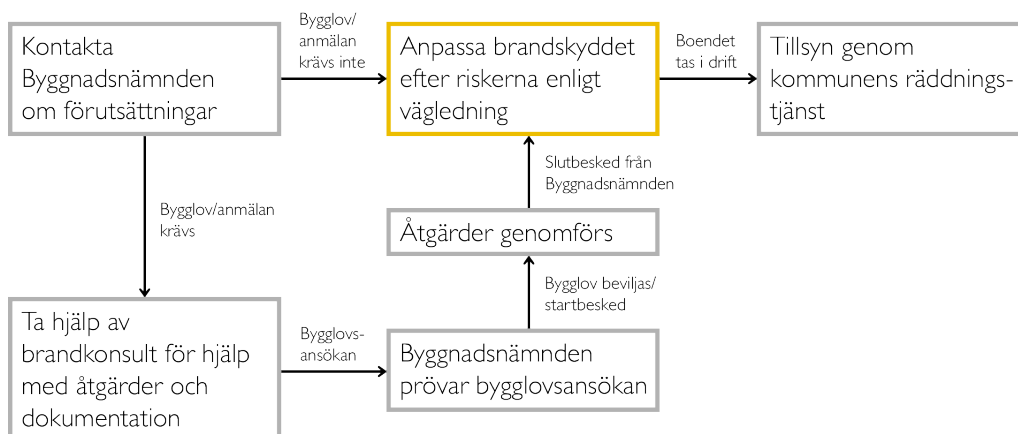 Kontakta
Byggnadsnämnden
om förutsättningar
Bygglov/
anmälan
krävs inte
Anpassa brandskyddet
efter riskerna enligt
vägledning
Boendet
tas i drift
Tillsyn genom
kommunens räddnings-
tjänst
Bygglov/anmälan
krävs
Slutbesked från
Byggnadsnämnden
Åtgärder genomförs
Bygglov beviljas/
startbesked
Ta hjälp av
brandkonsult för hjälp
med åtgärder och
dokumentation
Bygglovs-
ansökan
Byggnadsnämnden
prövar bygglovsansökan